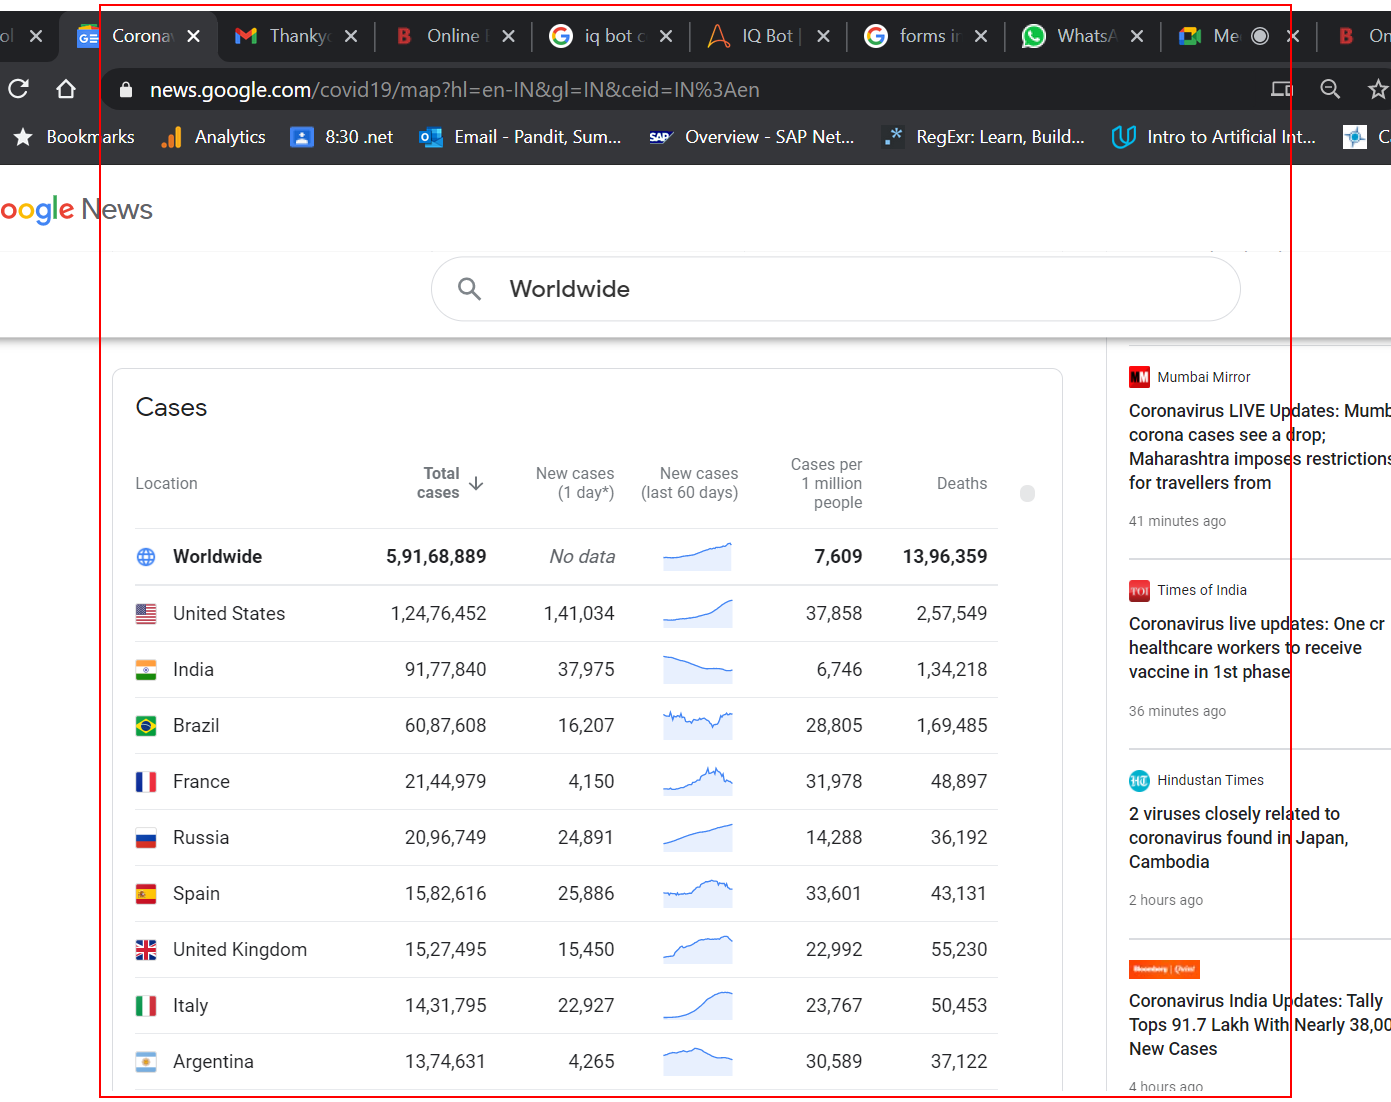 ol
Corona
Thanky
Online
iq bot c
IQ Bot |
forms in
WhatsA
Me
On
news.google.com/covid19/map?hl=en-IN&gl=IN&ceid=IN%3Aen
Bookmarks
Analytics
8:30 .net
Email - Pandit, Sum...
SAP
Overview - SAP Net...
RegExr: Learn, Build...
Intro to Artificial Int...
oogle News
Worldwide
Cases
Location
Total cases
New cases (1 day*)
New cases (last 60 days)
Cases per 1 million people
Deaths
Worldwide 5,91,68,889 No data 7,609 13,96,359
United States 1,24,76,452 1,41,034 37,858 2,57,549
India 91,77,840 37,975 6,746 1,34,218
Brazil 60,87,608 16,207 28,805 1,69,485
France 21,44,979 4,150 31,978 48,897
Russia 20,96,749 24,891 14,288 36,192
Spain 15,82,616 25,886 33,601 43,131
United Kingdom 15,27,495 15,450 22,992 55,230
Italy 14,31,795 22,927 23,767 50,453
Argentina 13,74,631 4,265 30,589 37,122
Mumbai Mirror
Coronavirus LIVE Updates: Mumb
corona cases see a drop;
Maharashtra imposes restrictions
for travellers from
41 minutes ago
TOI
Times of India
Coronavirus live updates: One cr
healthcare workers to receive
vaccine in 1st phase
36 minutes ago
HT
Hindustan Times
2 viruses closely related to
coronavirus found in Japan,
Cambodia
2 hours ago
Bloomberg | Quint
Coronavirus India Updates: Tally
Tops 91.7 Lakh With Nearly 38,00
New Cases
4 hours ago